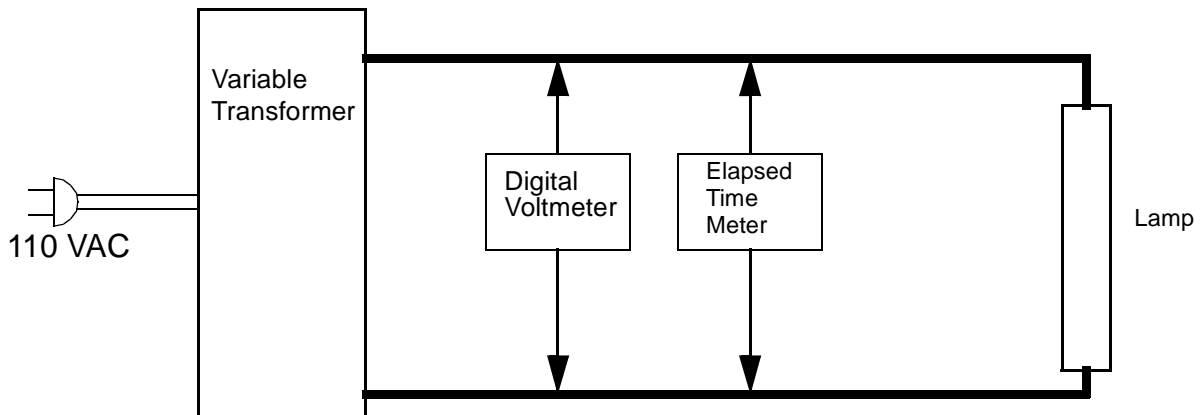 Variable
Transformer
110 VAC
Digital
Voltmeter
Elapsed
Time
Meter
Lamp